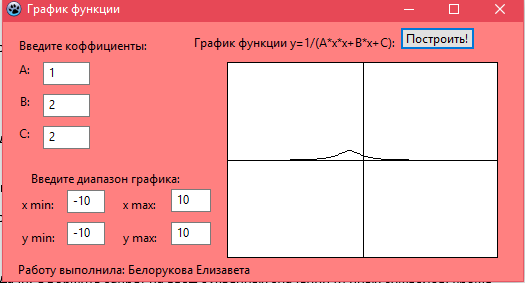 График функции
Введите коффициенты:
График функции y=1/(A*x*x+B*x+C):
Построить!
A:
1
B:
2
C:
2
Введите диапазон графика:
x min:
-10
x max:
10
y min:
-10
y max:
10
Работу выполнила: Белорукова Елизавета